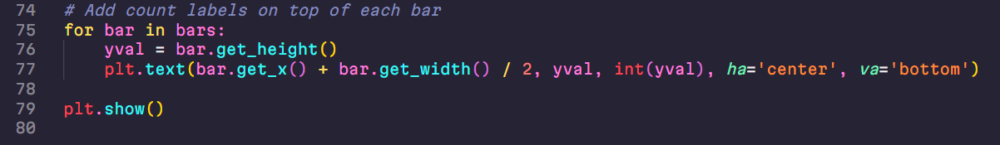 74 # Add count labels on top of each bar
75 for bar in bars:
76     yval = bar.get_height()
77     plt.text(bar.get_x() + bar.get_width() / 2, yval, int(yval), ha='center', va='bottom')
78
79 plt.show()
80